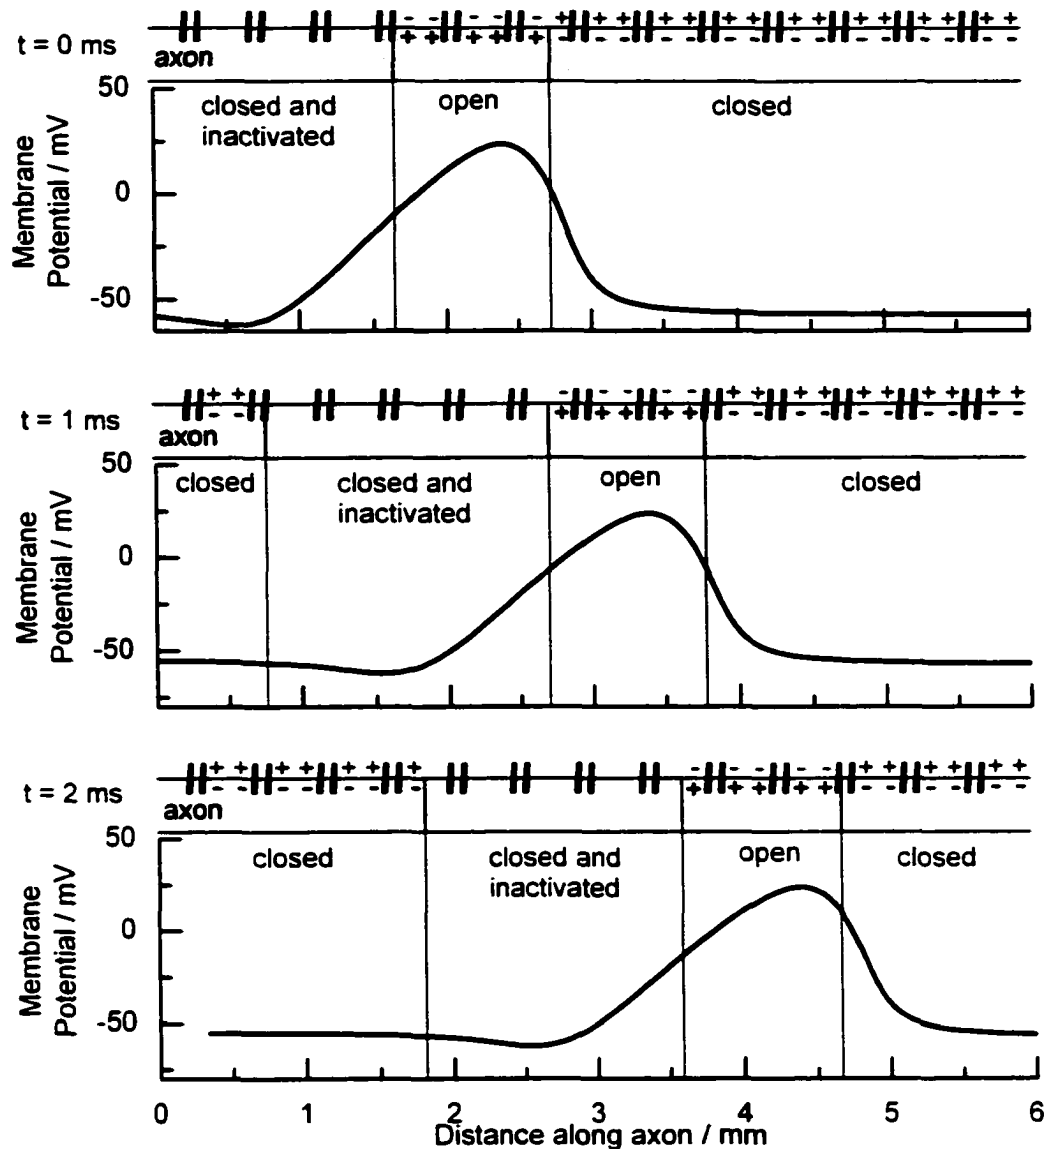 t = 0 ms
axon
50
0
-50
Membrane
Potential / mV
closed and
inactivated
open
closed
t = 1 ms
axon
50
0
-50
Membrane
Potential / mV
closed
closed and
inactivated
open
closed
t = 2 ms
axon
50
0
-50
Membrane
Potential / mV
closed
closed and
inactivated
open
closed
0 1 2 3 4 5 6
Distance along axon / mm